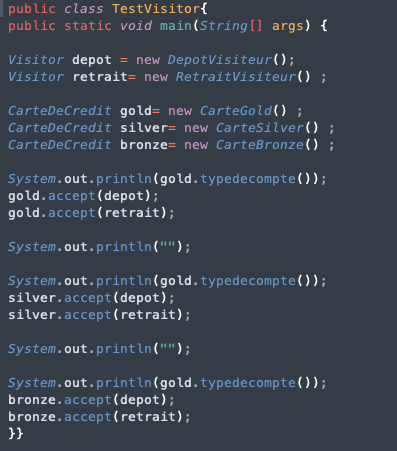 public class TestVisitor{
public static void main(String[] args) {
Visitor depot = new DepotVisiteur();
Visitor retrait= new RetraitVisiteur() ;
CarteDeCredit gold= new CarteGold() ;
CarteDeCredit silver= new CarteSilver() ;
CarteDeCredit bronze= new CarteBronze() ;
System.out.println(gold.typedecompte());
gold.accept(depot);
gold.accept(retrait);
System.out.println("");
System.out.println(gold.typedecompte());
silver.accept(depot);
silver.accept(retrait);
System.out.println("");
System.out.println(gold.typedecompte());
bronze.accept(depot);
bronze.accept(retrait);
}}